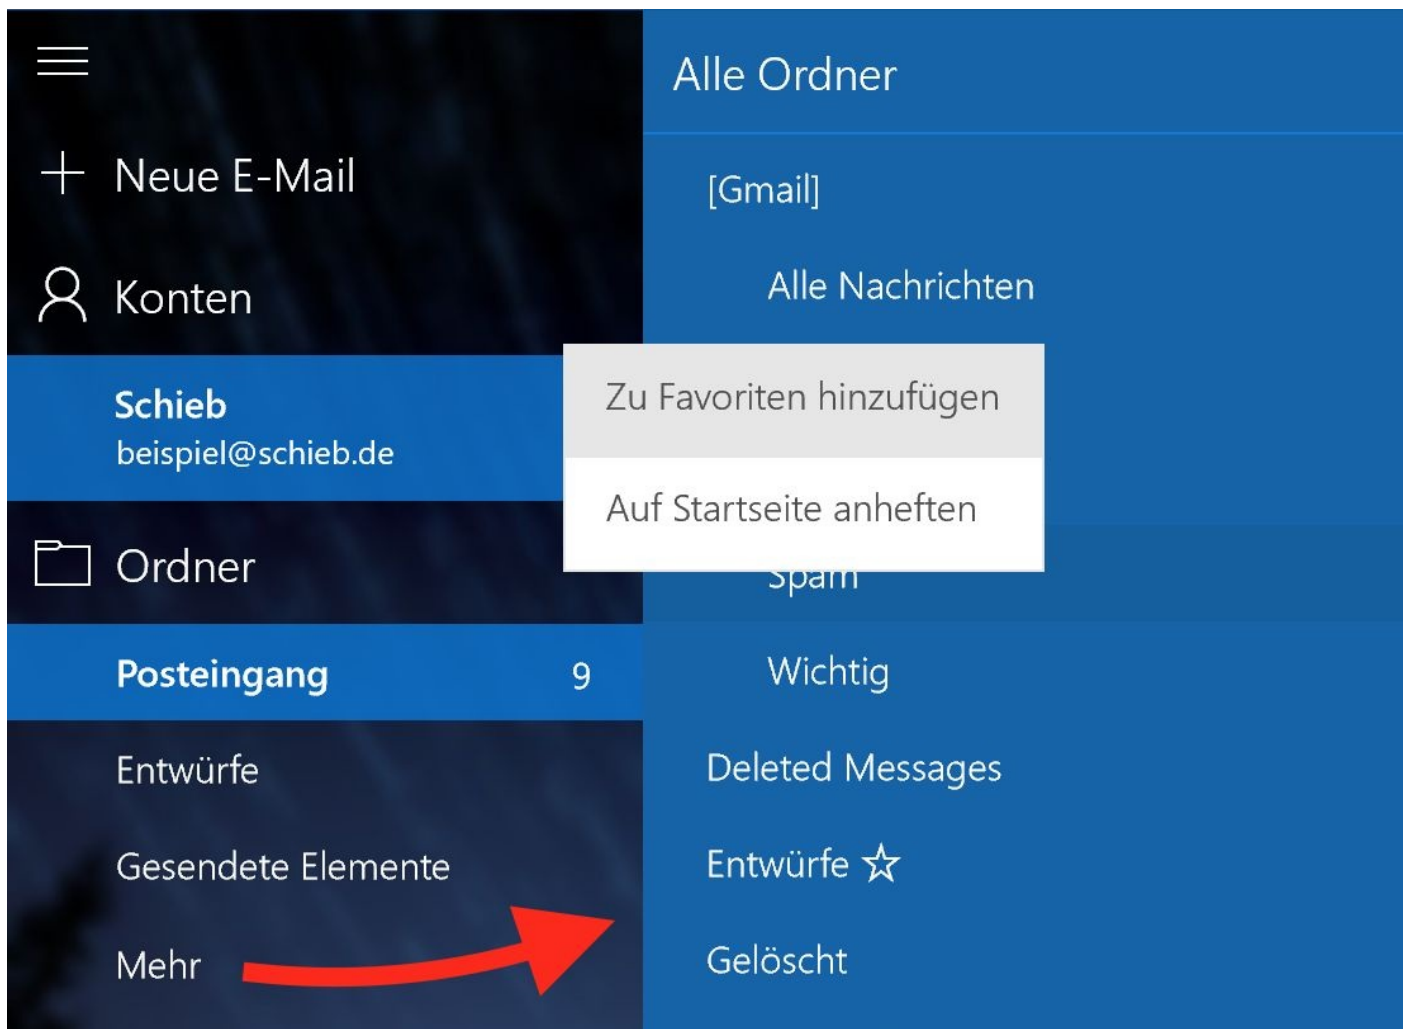 Neue E-Mail
Konten
Schieb
beispiel@schieb.de
Ordner
Posteingang 9
Entwürfe
Gesendete Elemente
Mehr
Alle Ordner
[Gmail]
Alle Nachrichten
Zu Favoriten hinzufügen
Auf Startseite anheften
Spam
Wichtig
Deleted Messages
Entwürfe ☆
Gelöscht